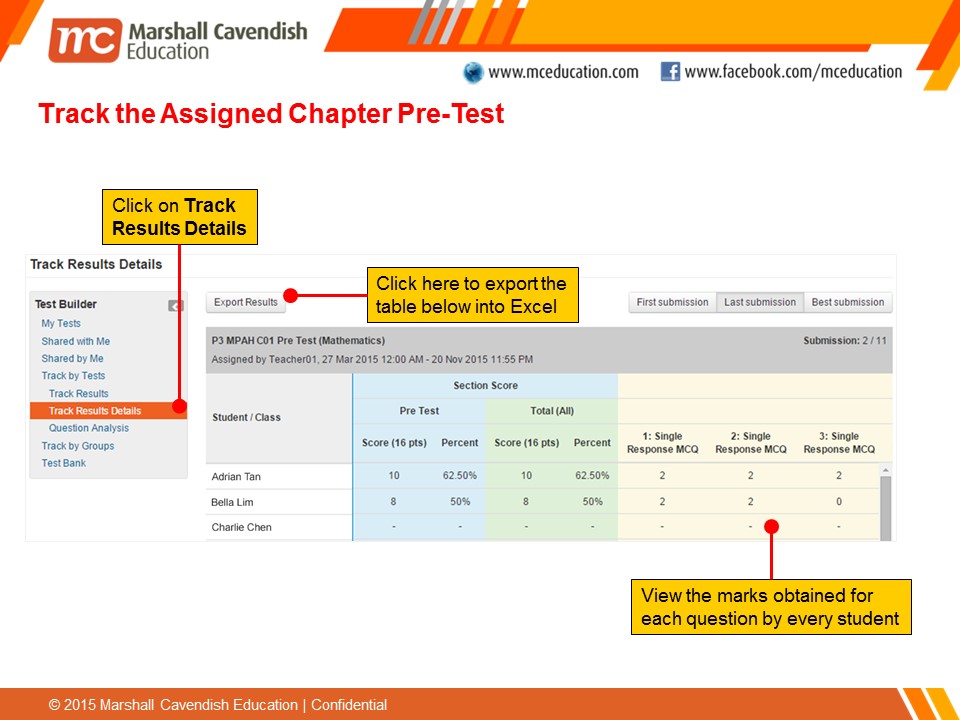 mc Marshall Cavendish
Education
www.mceducation.com
www.facebook.com/mceducation
Track the Assigned Chapter Pre-Test
Click on Track
Results Details
Track Results Details
Click here to export the
table below into Excel
Test Builder
My Tests
Shared with Me
Shared by Me
Track by Tests
Track Results
Track Results Details
Question Analysis
Track by Groups
Test Bank
Export Results
First submission Last submission Best submission
P3 MPAH C01 Pre Test (Mathematics) Submission: 2 / 11
Assigned by Teacher01, 27 Mar 2015 12:00 AM - 20 Nov 2015 11:55 PM
Section Score
Student / Class
Pre Test Total (All)
Score (16 pts) Percent Score (16 pts) Percent
1: Single
Response MCQ
2: Single
Response MCQ
3: Single
Response MCQ
Adrian Tan 10 62.50% 10 62.50% 2 2 2
Bella Lim 8 50% 8 50% 2 2 0
Charlie Chen - - - - - - -
View the marks obtained for
each question by every student
© 2015 Marshall Cavendish Education | Confidential